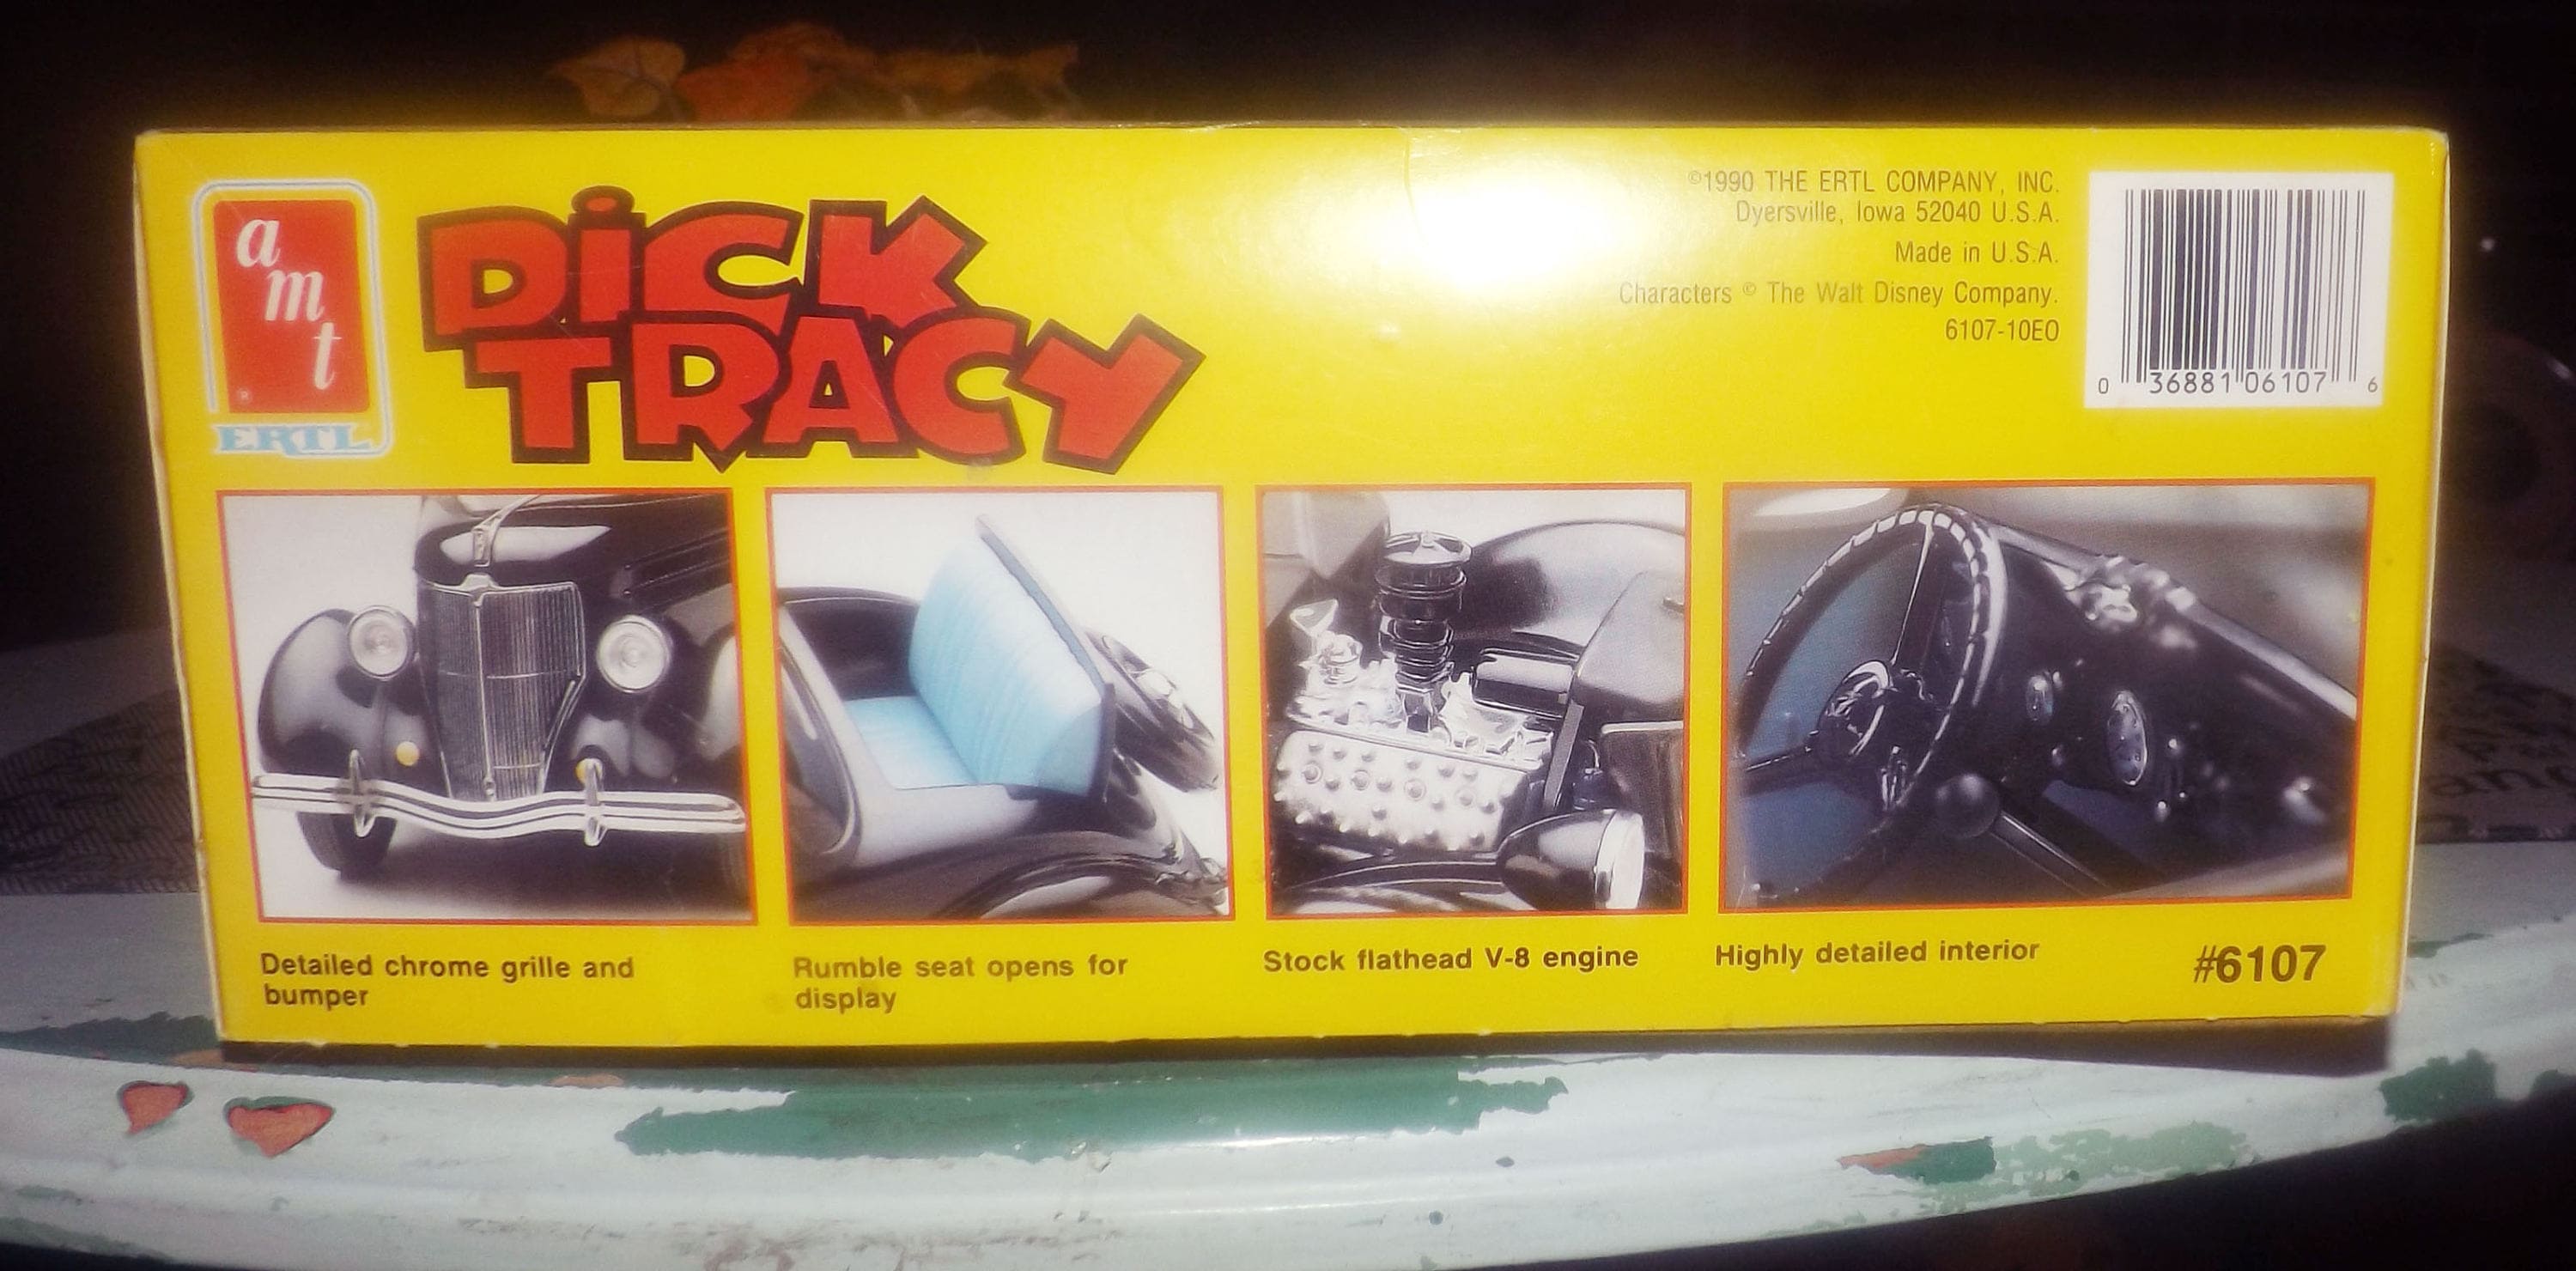 a
m
t
®
ERTL
DiCK
TRACY
©1990 THE ERTL COMPANY, INC.
Dyersville, Iowa 52040 U.S.A.
Made in U.S.A.
Characters © The Walt Disney Company.
6107-10EO
0 36881 06107 6
Detailed chrome grille and
bumper
Rumble seat opens for
display
Stock flathead V-8 engine
Highly detailed interior
#6107